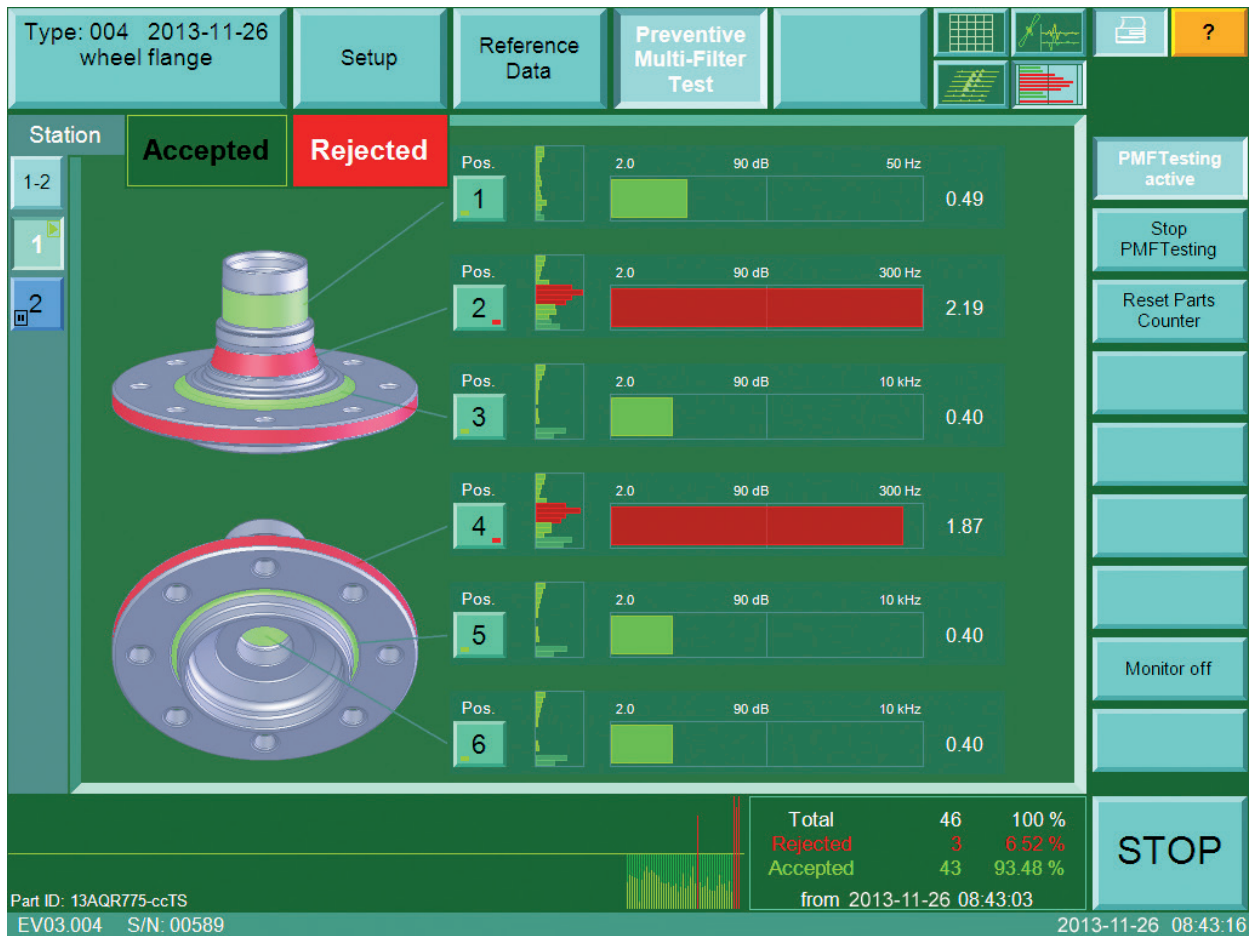 Type: 004 2013-11-26
wheel flange
Setup
Reference
Data
Preventive
Multi-Filter
Test
?
Station
Accepted
Rejected
1-2
1
2
Pos.
1
2.0 90 dB 50 Hz
0.49
Pos.
2
2.0 90 dB 300 Hz
2.19
Pos.
3
2.0 90 dB 10 kHz
0.40
Pos.
4
2.0 90 dB 300 Hz
1.87
Pos.
5
2.0 90 dB 10 kHz
0.40
Pos.
6
2.0 90 dB 10 kHz
0.40
PMFTesting
active
Stop
PMFTesting
Reset Parts
Counter
Monitor off
Total 46 100 %
Rejected 3 6.52 %
Accepted 43 93.48 %
from 2013-11-26 08:43:03
STOP
Part ID: 13AQR775-ccTS
EV03.004 S/N: 00589
2013-11-26 08:43:16